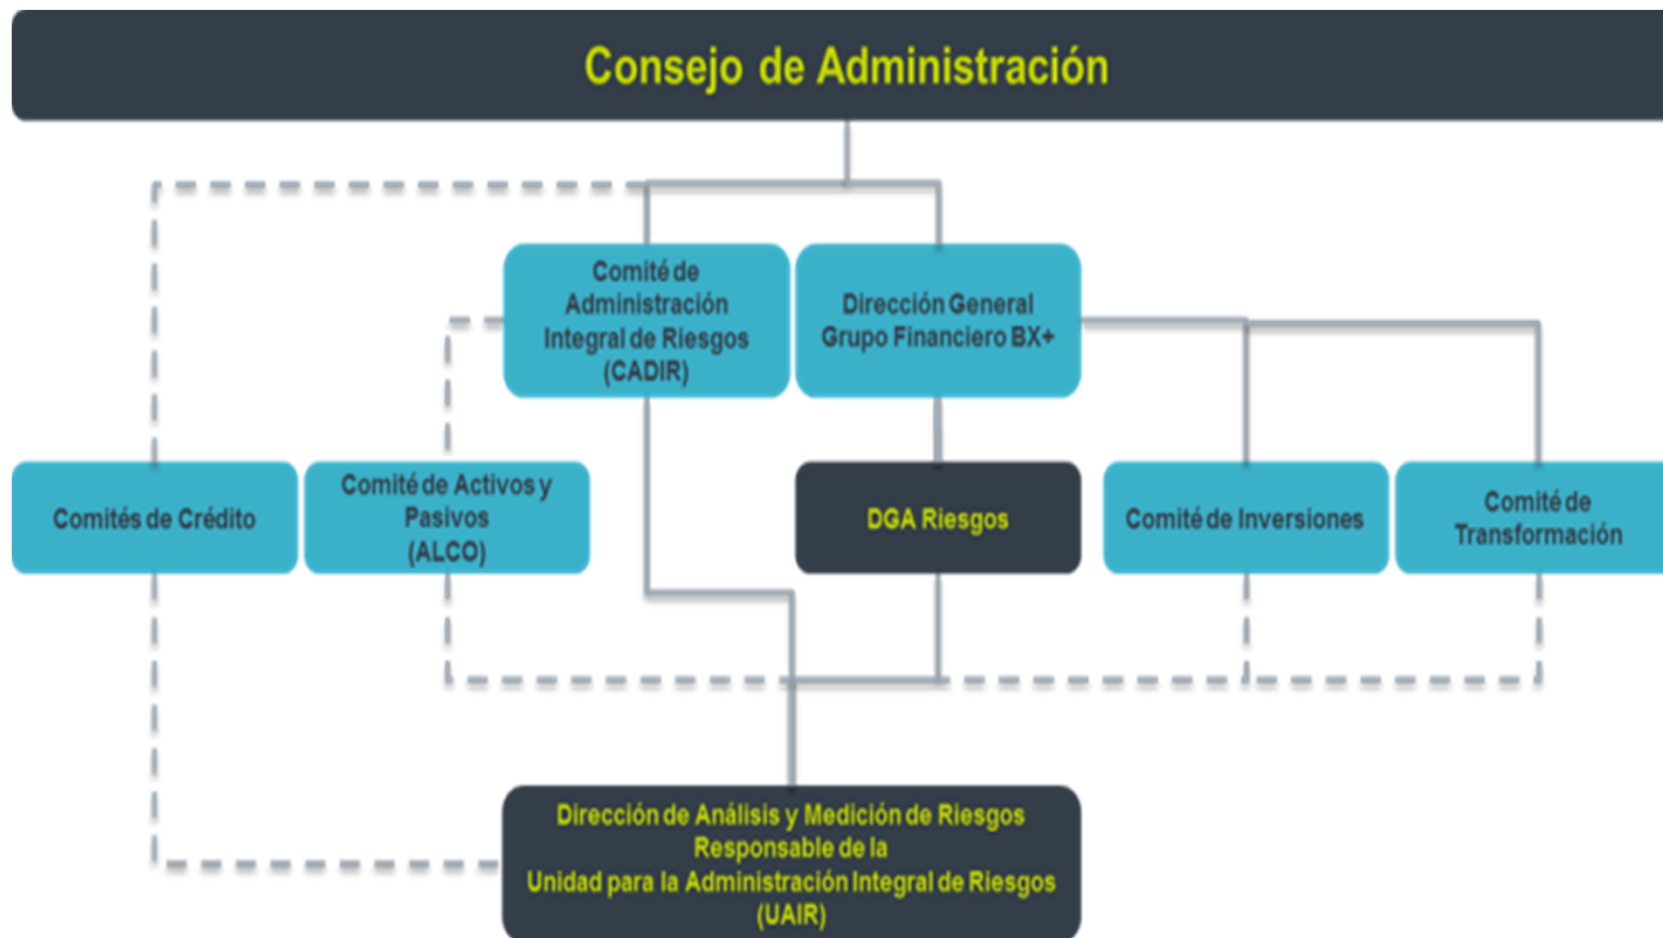 Consejo de Administración
Comité de
Administración
Integral de Riesgos
(CADIR)
Dirección General
Grupo Financiero BX+
Comités de Crédito
Comité de Activos y
Pasivos
(ALCO)
DGA Riesgos
Comité de Inversiones
Comité de
Transformación
Dirección de Análisis y Medición de Riesgos
Responsable de la
Unidad para la Administración Integral de Riesgos
(UAIR)